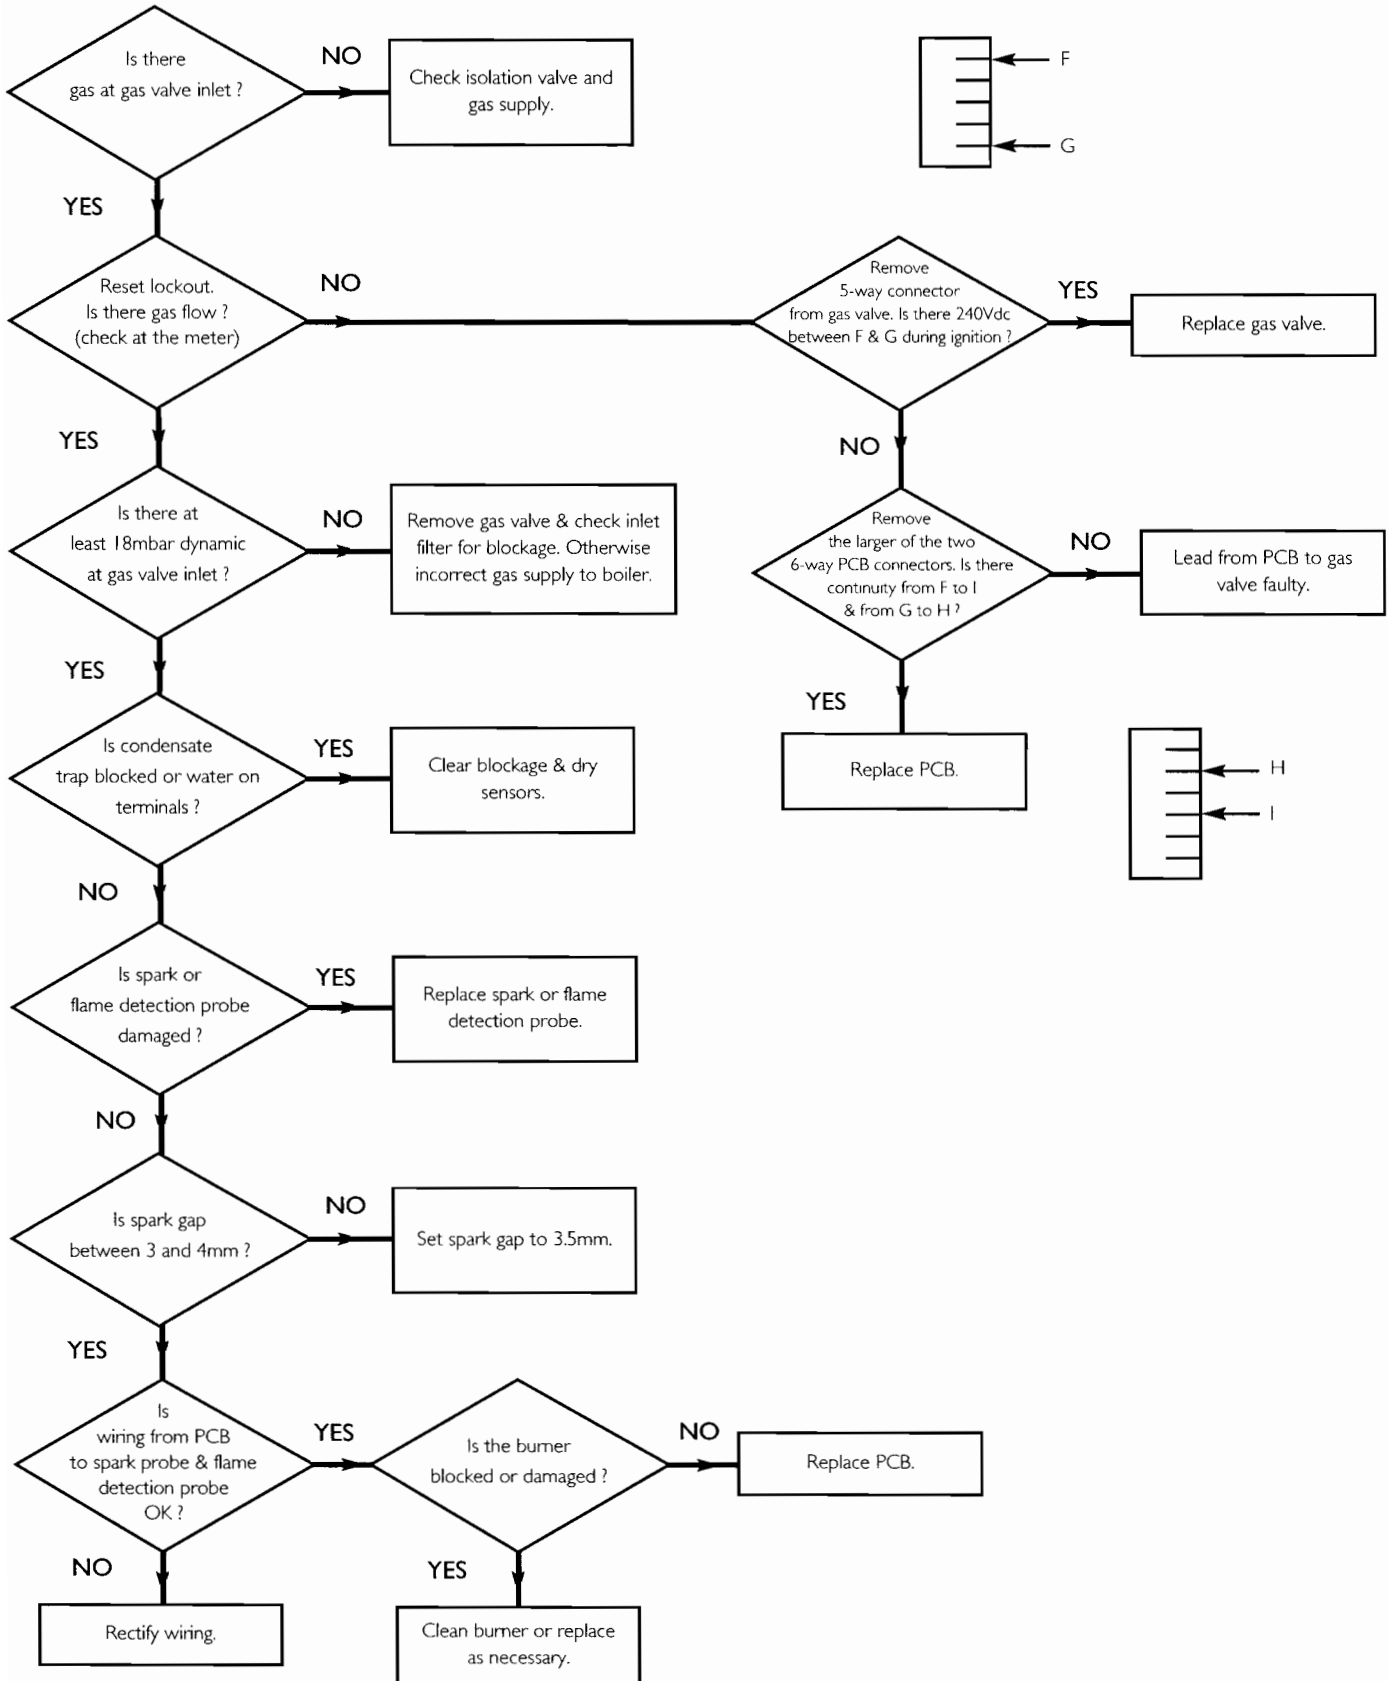 Is there
gas at gas valve inlet ?
NO
Check isolation valve and
gas supply.
F
G
YES
Reset lockout.
Is there gas flow ?
(check at the meter)
NO
Remove
5-way connector
from gas valve. Is there 240Vdc
between F & G during ignition ?
YES
Replace gas valve.
YES
NO
Is there at
least 18mbar dynamic
at gas valve inlet ?
NO
Remove gas valve & check inlet
filter for blockage. Otherwise
incorrect gas supply to boiler.
Remove
the larger of the two
6-way PCB connectors. Is there
continuity from F to I
& from G to H ?
NO
Lead from PCB to gas
valve faulty.
YES
YES
Is condensate
trap blocked or water on
terminals ?
YES
Clear blockage & dry
sensors.
Replace PCB.
H
I
NO
Is spark or
flame detection probe
damaged ?
YES
Replace spark or flame
detection probe.
NO
Is spark gap
between 3 and 4mm ?
NO
Set spark gap to 3.5mm.
YES
Is
wiring from PCB
to spark probe & flame
detection probe
OK ?
YES
Is the burner
blocked or damaged ?
NO
Replace PCB.
NO
YES
Rectify wiring.
Clean burner or replace
as necessary.